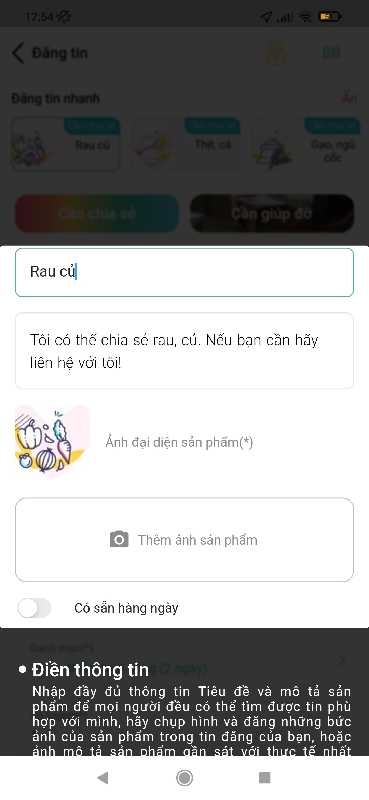 17:54
Đăng tin
Đăng tin nhanh
Ẩn
Rau củ
Thịt, cá
Gạo, ngũ
cốc
Cần chia sẻ
Cần giúp đỡ
Rau củ
Tôi có thể chia sẻ rau, củ. Nếu bạn cần hãy
liên hệ với tôi!
Ảnh đại diện sản phẩm(*)
Thêm ảnh sản phẩm
Có sẵn hàng ngày
Điền thông tin
Nhập đầy đủ thông tin Tiêu đề và mô tả sản
phẩm để mọi người đều có thể tìm được tin phù
hợp với mình, hãy chụp hình và đăng những bức
ảnh của sản phẩm trong tin đăng của bạn, hoặc
ảnh mô tả sản phẩm gần sát với thực tế nhất